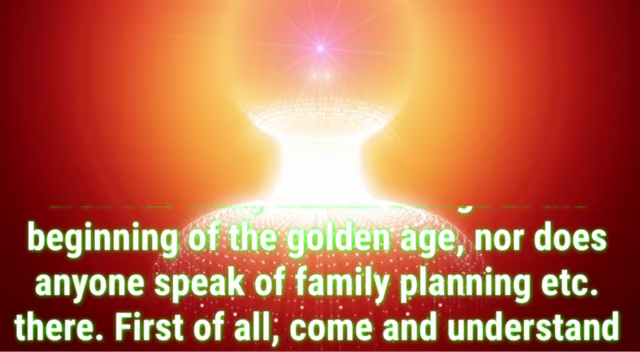 beginning of the golden age, nor does
anyone speak of family planning etc.
there. First of all, come and understand